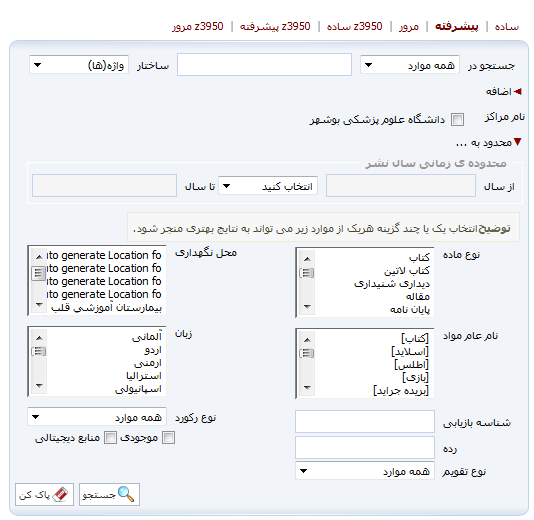 ساده | پیشرفته | مرور | z3950 ساده | z3950 پیشرفته | z3950 مرور
جستجو در همه موارد ساختار واژه(ها)
اضافه
نام مراکز دانشگاه علوم پزشکی بوشهر
محدود به ...
محدوده ی زمانی سال نشر
از سال انتخاب کنید تا سال
توضیح انتخاب یک یا چند گزینه هریک از موارد زیر می تواند به نتایج بهتری منجر شود.
نوع ماده
کتاب
کتاب لاتین
دیداری شنیداری
مقاله
پایان نامه
محل نگهداری
uto generate Location fo
uto generate Location fo
uto generate Location fo
uto generate Location fo
بیمارستان آموزشي قلب
نام عام مواد
[کتاب]
[اسلاید]
[اطلس]
[بازی]
[بریده جراید]
زبان
آلمانی
اردو
ارمنی
استرالیا
اسپانیولی
شناسه بازیابی
نوع رکورد همه موارد
موجودی منابع دیجیتالی
رده
نوع تقویم همه موارد
جستجو پاک کن